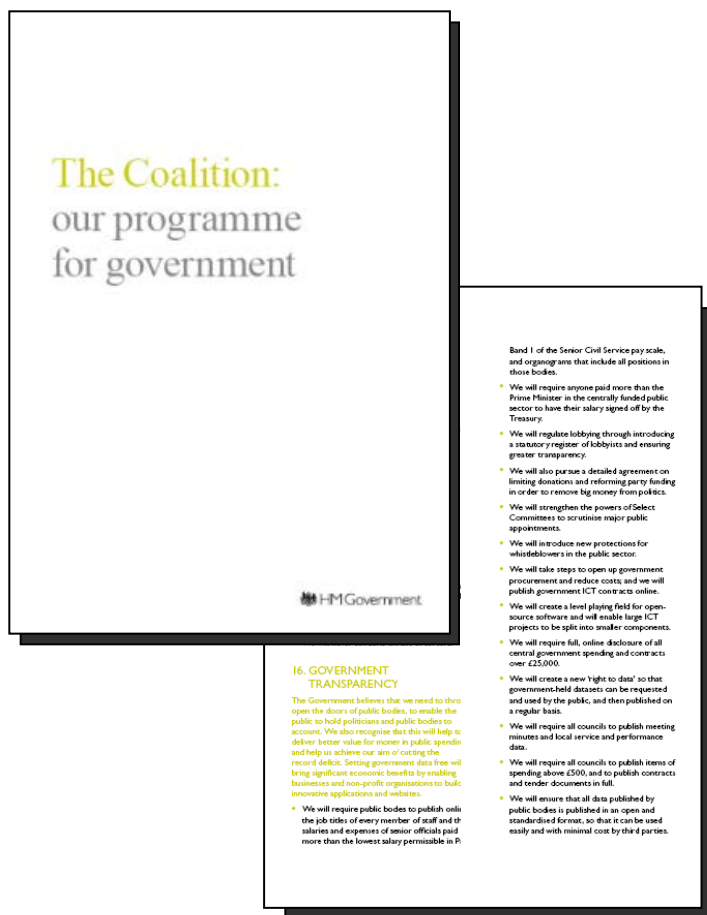 The Coalition:
our programme
for government
HM Government
16. GOVERNMENT
TRANSPARENCY
The Government believes that we need to thro
open the doors of public bodies, to enable the
public to hold politicians and public bodies to
account. We also recognise that this will help to
deliver better value for money in public spendin
and help us achieve our aim of cutting the
record deficit. Setting government data free wil
bring significant economic benefits by enabling
businesses and non-profit organisations to build
innovative applications and websites.
• We will require public bodies to publish onlin
the job titles of every member of staff and th
salaries and expenses of senior officials paid
more than the lowest salary permissible in P
Band 1 of the Senior Civil Service pay scale,
and organograms that include all positions in
those bodies.
• We will require anyone paid more than the
Prime Minister in the centrally funded public
sector to have their salary signed off by the
Treasury.
• We will regulate lobbying through introducing
a statutory register of lobbyists and ensuring
greater transparency.
• We will also pursue a detailed agreement on
limiting donations and reforming party funding
in order to remove big money from politics.
• We will strengthen the powers of Select
Committees to scrutinise major public
appointments.
• We will introduce new protections for
whistleblowers in the public sector.
• We will take steps to open up government
procurement and reduce costs; and we will
publish government ICT contracts online.
• We will create a level playing field for open-
source software and will enable large ICT
projects to be split into smaller components.
• We will require full, online disclosure of all
central government spending and contracts
over £25,000.
• We will create a new 'right to data' so that
government-held datasets can be requested
and used by the public, and then published on
a regular basis.
• We will require all councils to publish meeting
minutes and local service and performance
data.
• We will require all councils to publish items of
spending above £500, and to publish contracts
and tender documents in full.
• We will ensure that all data published by
public bodies is published in an open and
standardised format, so that it can be used
easily and with minimal cost by third parties.